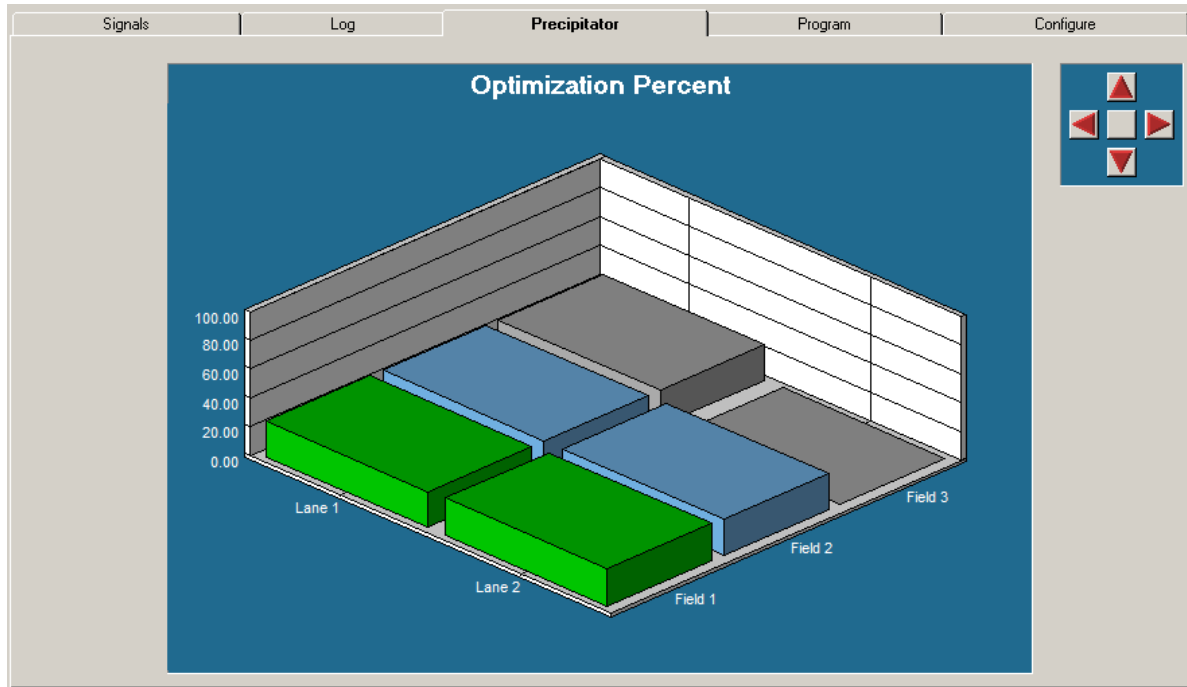 Signals
Log
Precipitator
Program
Configure
Optimization Percent
100.00
80.00
60.00
40.00
20.00
0.00
Lane 1
Lane 2
Field 1
Field 2
Field 3